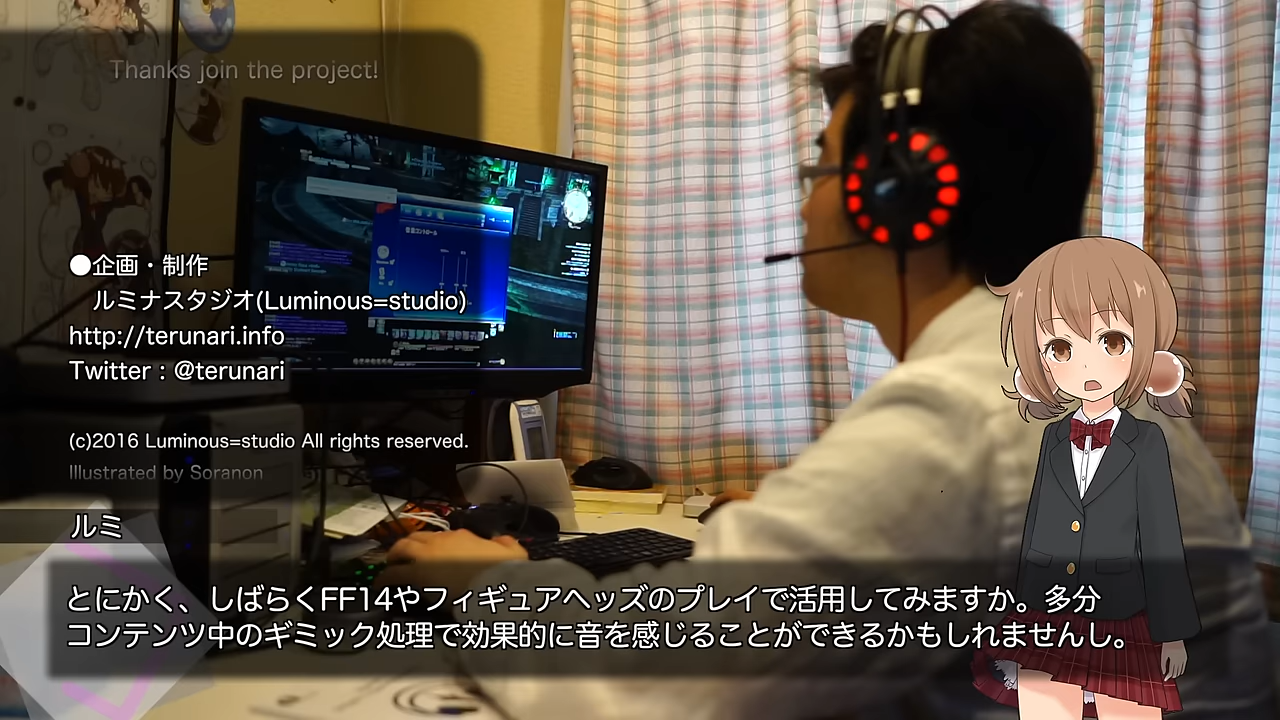 Thanks join the project!
●企画・制作
ルミナスタジオ(Luminous=studio)
http://terunari.info
Twitter : @terunari
(c)2016 Luminous=studio All rights reserved.
Illustrated by Soranon
ルミ
とにかく、しばらくFF14やフィギュアヘッズのプレイで活用してみますか。多分
コンテンツ中のギミック処理で効果的に音を感じることができるかもしれませんし。